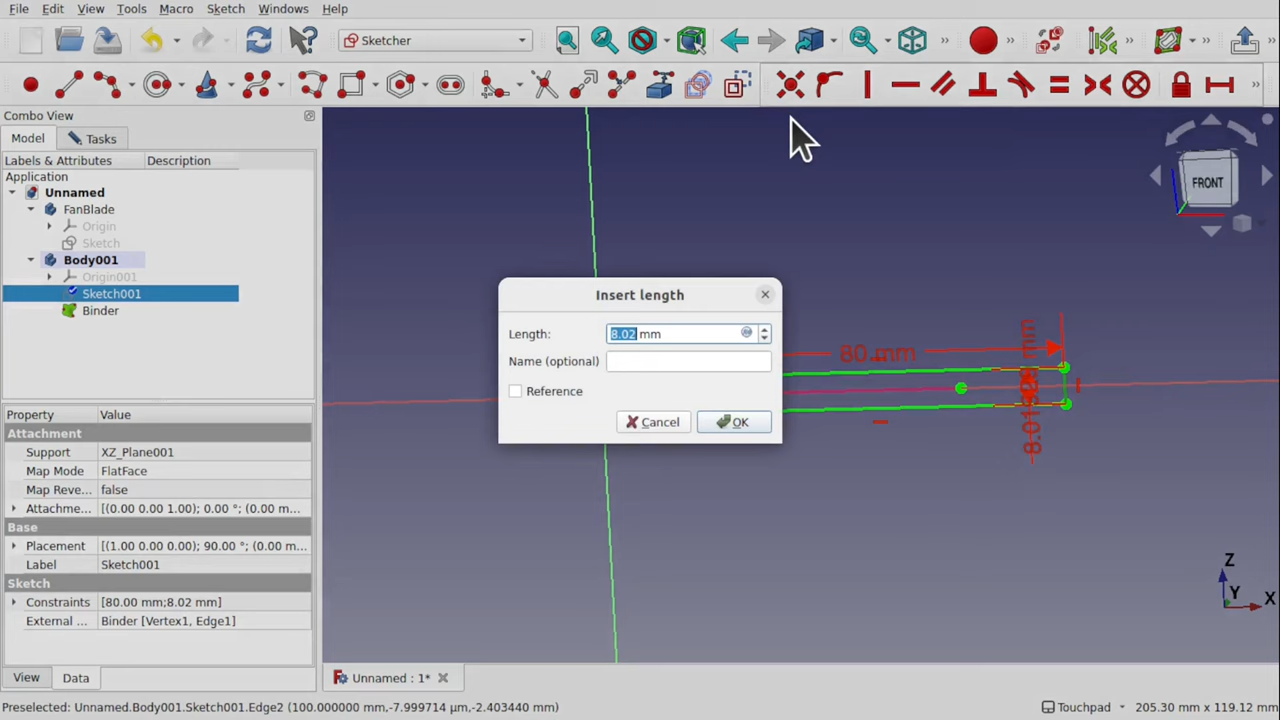 File Edit View Tools Macro Sketch Windows Help
Sketcher
Combo View
Model Tasks
Labels & Attributes Description
Application
Unnamed
FanBlade
Origin
Sketch
Body001
Origin001
Sketch001
Binder
FRONT
Insert length
Length: 8.02 mm
Name (optional)
Reference
Cancel OK
80 mm
Property Value
Attachment
Support XZ_Plane001
Map Mode FlatFace
Map Reve... false
Attachme... [(0.00 0.00 1.00); 0.00 °; (0.00 m...
Base
Placement [(1.00 0.00 0.00); 90.00 °; (0.00 m...
Label Sketch001
Sketch
Constraints [80.00 mm;8.02 mm]
External ... Binder [Vertex1, Edge1]
Z
Y
X
View Data
Unnamed : 1*
Preselected: Unnamed.Body001.Sketch001.Edge2 (100.000000 mm,-7.999714 µm,-2.403440 mm)
Touchpad 205.30 mm x 119.12 mm